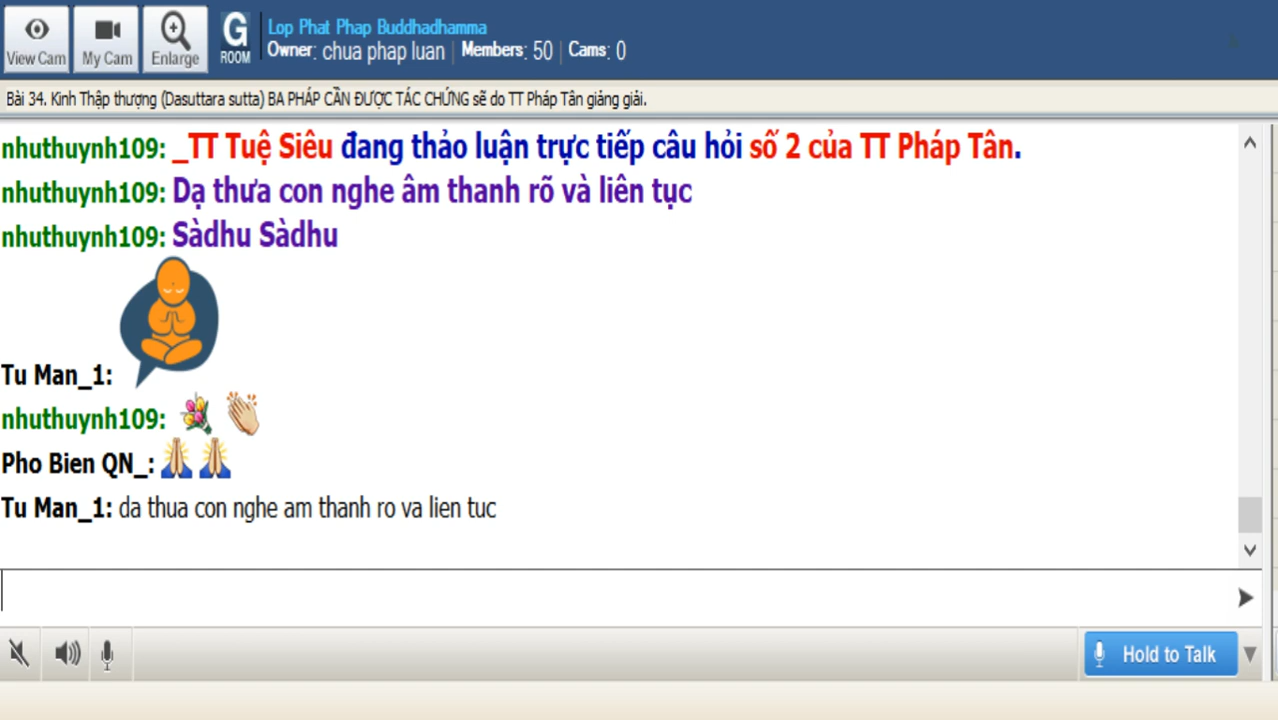 View Cam
My Cam
Enlarge
G
ROOM
Lop Phat Phap Buddhadhamma
Owner: chua phap luan | Members: 50 | Cams: 0
Bài 34. Kinh Thập thượng (Dasuttara sutta) BA PHÁP CẦN ĐƯỢC TÁC CHỨNG sẽ do TT Pháp Tân giảng giải.
nhuthuynh109: _TT Tuệ Siêu đang thảo luận trực tiếp câu hỏi số 2 của TT Pháp Tân.
nhuthuynh109: Dạ thưa con nghe âm thanh rõ và liên tục
nhuthuynh109: Sàdhu Sàdhu
Tu Man_1:
nhuthuynh109:
Pho Bien QN_:
Tu Man_1: da thua con nghe am thanh ro va lien tuc
Hold to Talk